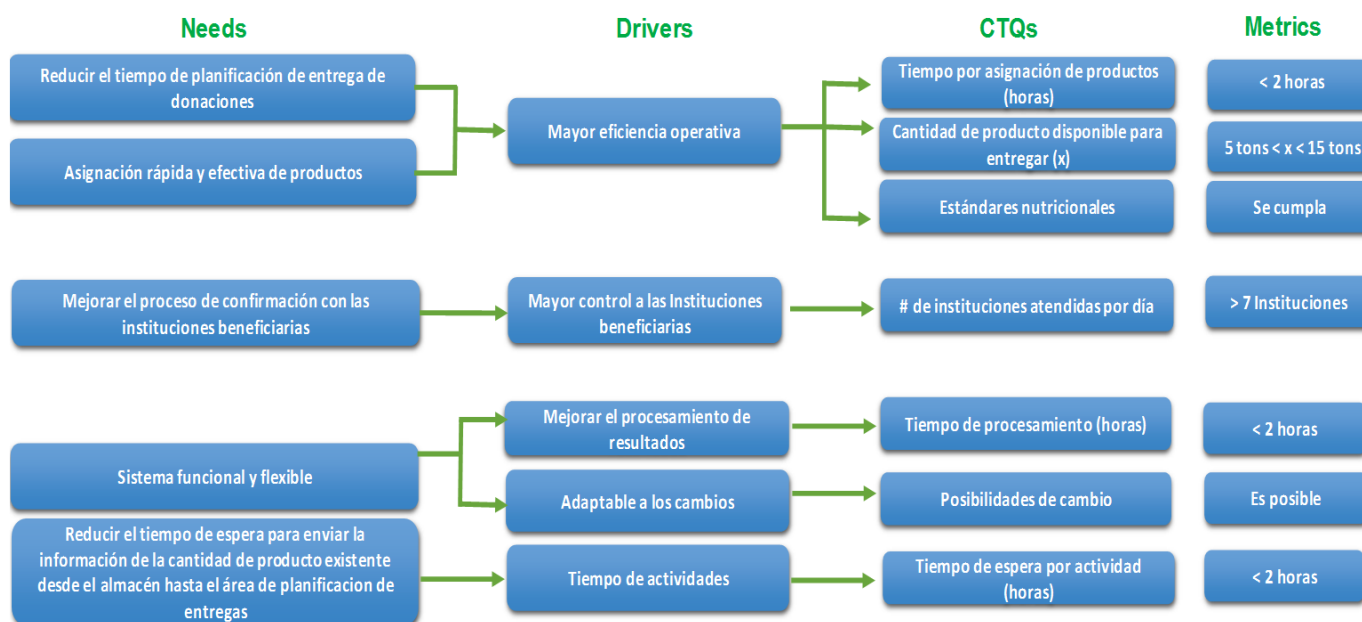 Needs
Drivers
CTQs
Metrics
Reducir el tiempo de planificación de entrega de
donaciones
Asignación rápida y efectiva de productos
Mayor eficiencia operativa
Tiempo por asignación de productos
(horas)
< 2 horas
Cantidad de producto disponible para
entregar (x)
5 tons < x < 15 tons
Estándares nutricionales
Se cumpla
Mejorar el proceso de confirmación con las
instituciones beneficiarias
Mayor control a las Instituciones
beneficiarias
# de instituciones atendidas por día
> 7 Instituciones
Sistema funcional y flexible
Mejorar el procesamiento de
resultados
Tiempo de procesamiento (horas)
< 2 horas
Adaptable a los cambios
Posibilidades de cambio
Es posible
Reducir el tiempo de espera para enviar la
información de la cantidad de producto existente
desde el almacén hasta el área de planificacion de
entregas
Tiempo de actividades
Tiempo de espera por actividad
(horas)
< 2 horas